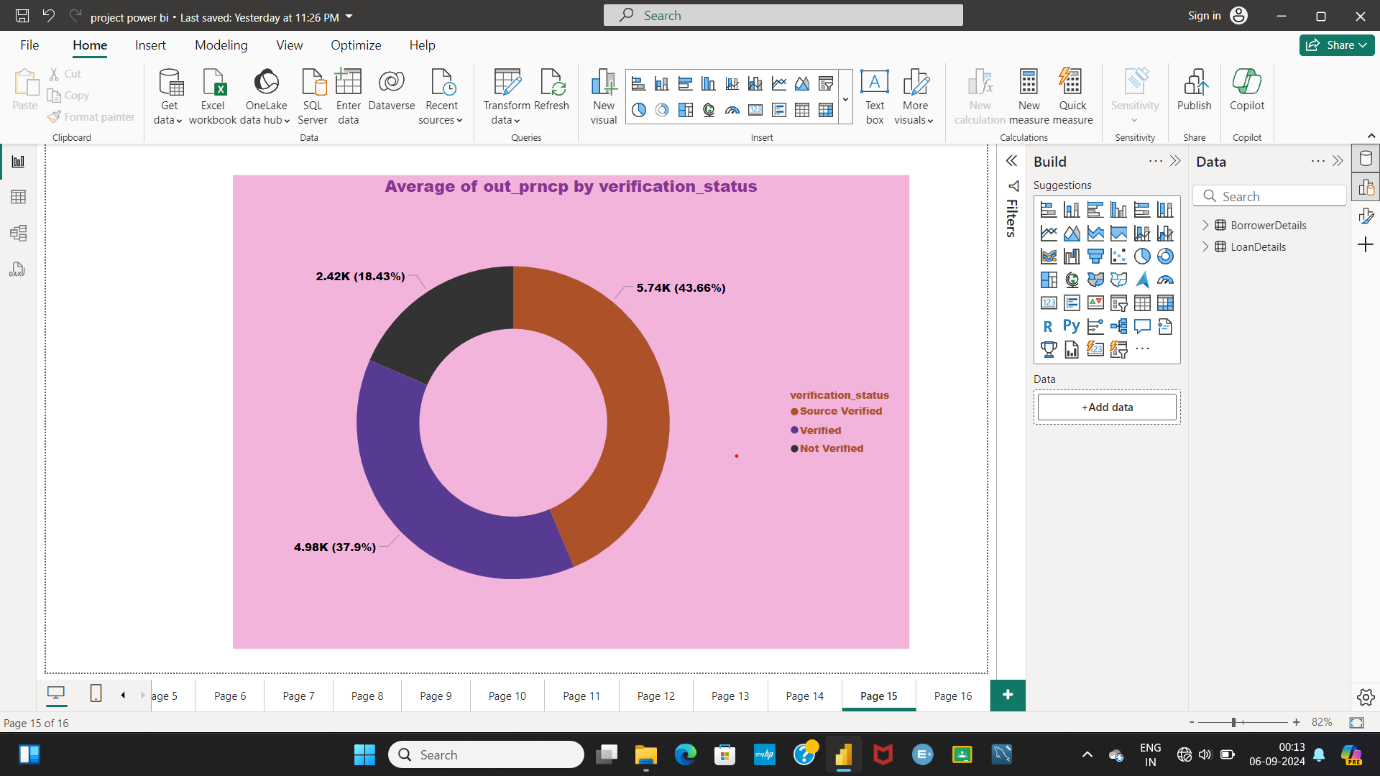 project power bi • Last saved: Yesterday at 11:26 PM
Search
Sign in
File Home Insert Modeling View Optimize Help
Share
Paste
Cut
Copy
Format painter
Clipboard
Get data
Excel workbook
OneLake data hub
SQL Server
Enter data
Dataverse
Recent sources
Data
Transform data
Refresh
Queries
New visual
Text box
More visuals
Insert
New calculation
New measure
Quick measure
Calculations
Sensitivity
Sensitivity
Publish
Share
Copilot
Copilot
Average of out_prncp by verification_status
2.42K (18.43%)
5.74K (43.66%)
4.98K (37.9%)
verification_status
Source Verified
Verified
Not Verified
Filters
Build
Suggestions
123
R Py
123
Data
+Add data
Data
Search
BorrowerDetails
LoanDetails
age 5 Page 6 Page 7 Page 8 Page 9 Page 10 Page 11 Page 12 Page 13 Page 14 Page 15 Page 16
Page 15 of 16
- + 82%
Search
myhp
ENG
IN
00:13
06-09-2024
PRE